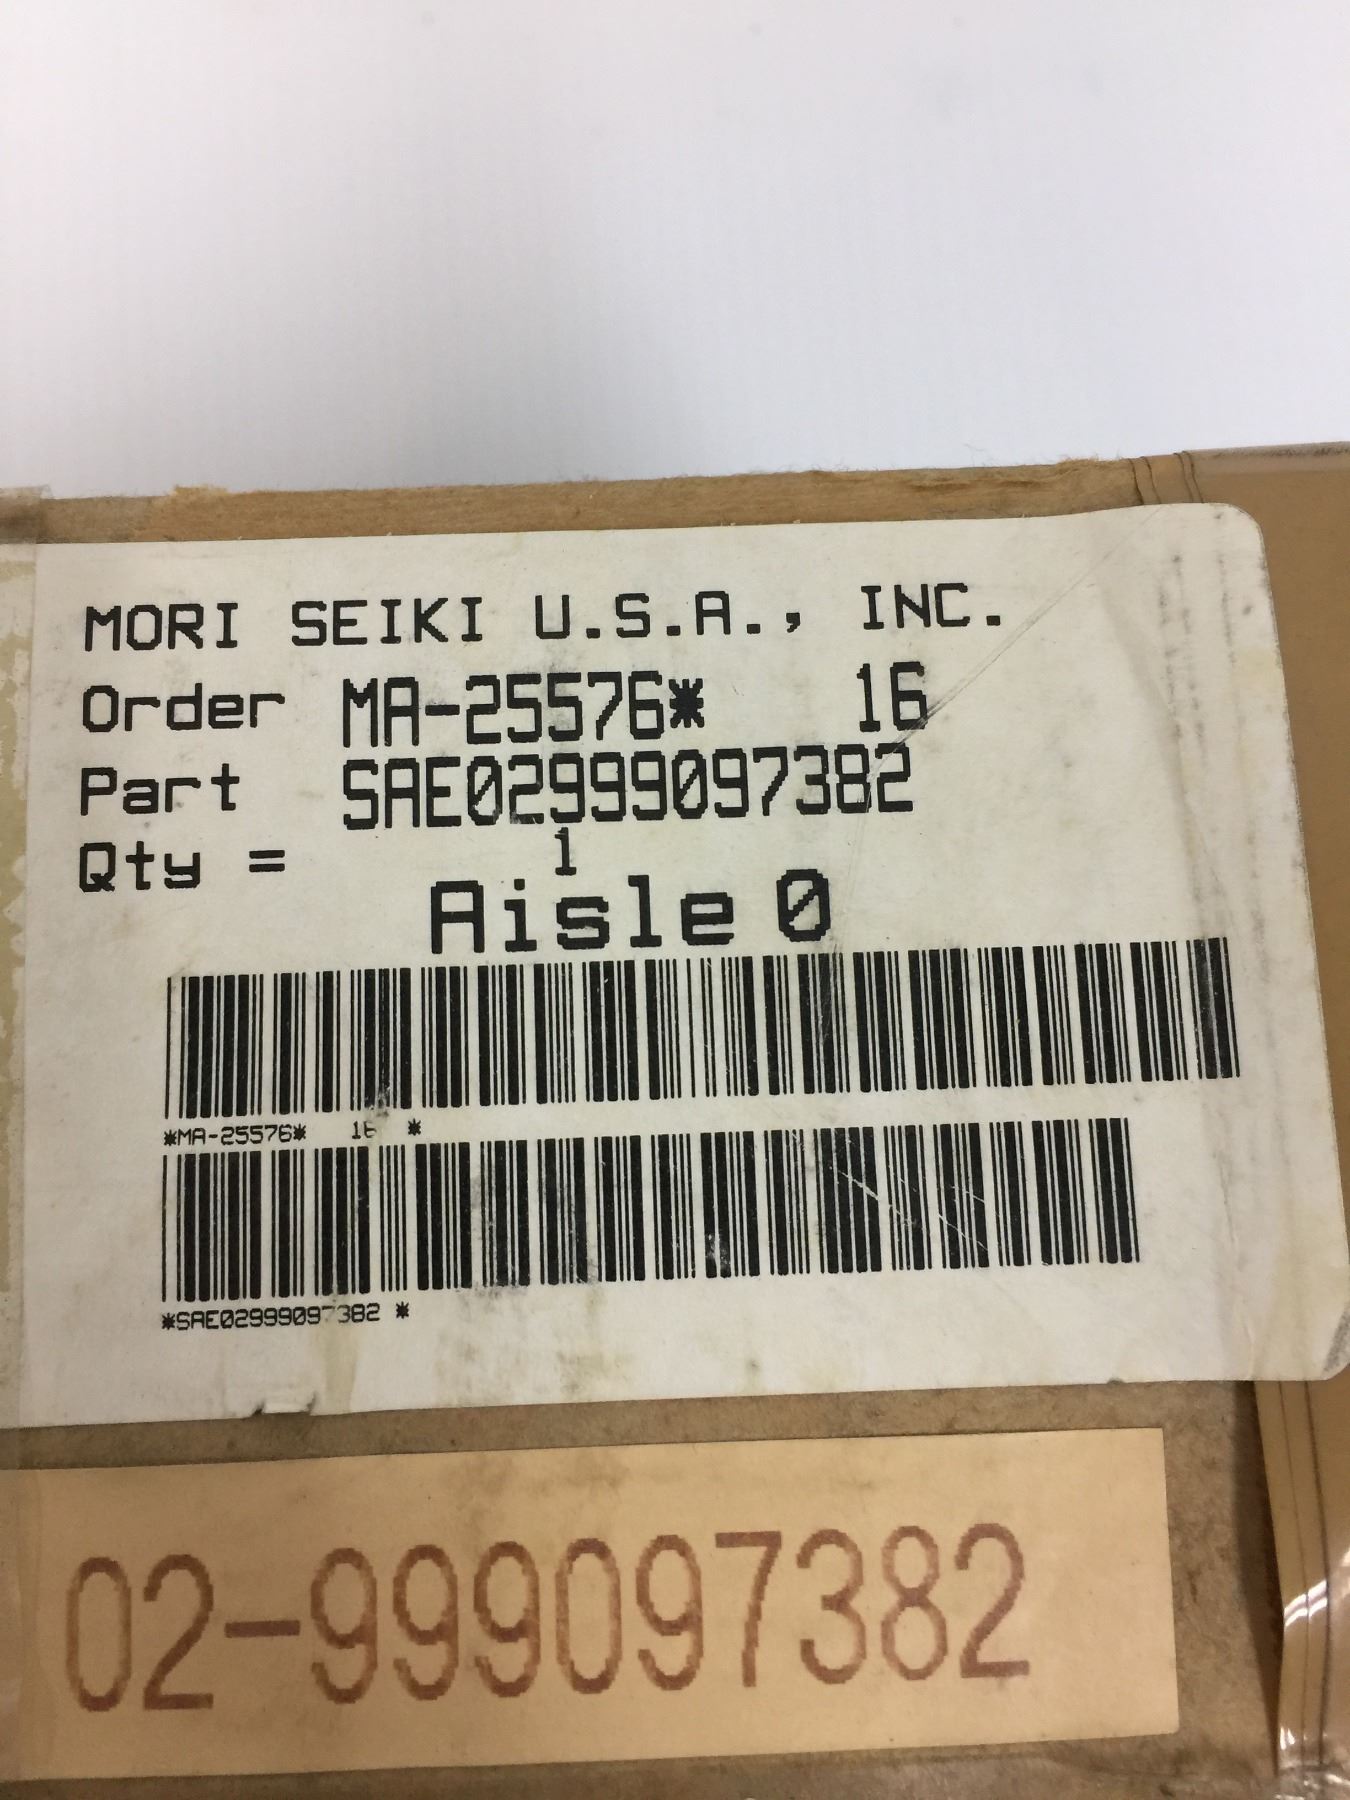 MORI SEIKI U.S.A., INC.
Order MA-25576* 16
Part SAE02999097382
Qty = 1
Aisle 0
*MA-25576* 16 *
*SAE02999097382 *
02-999097382